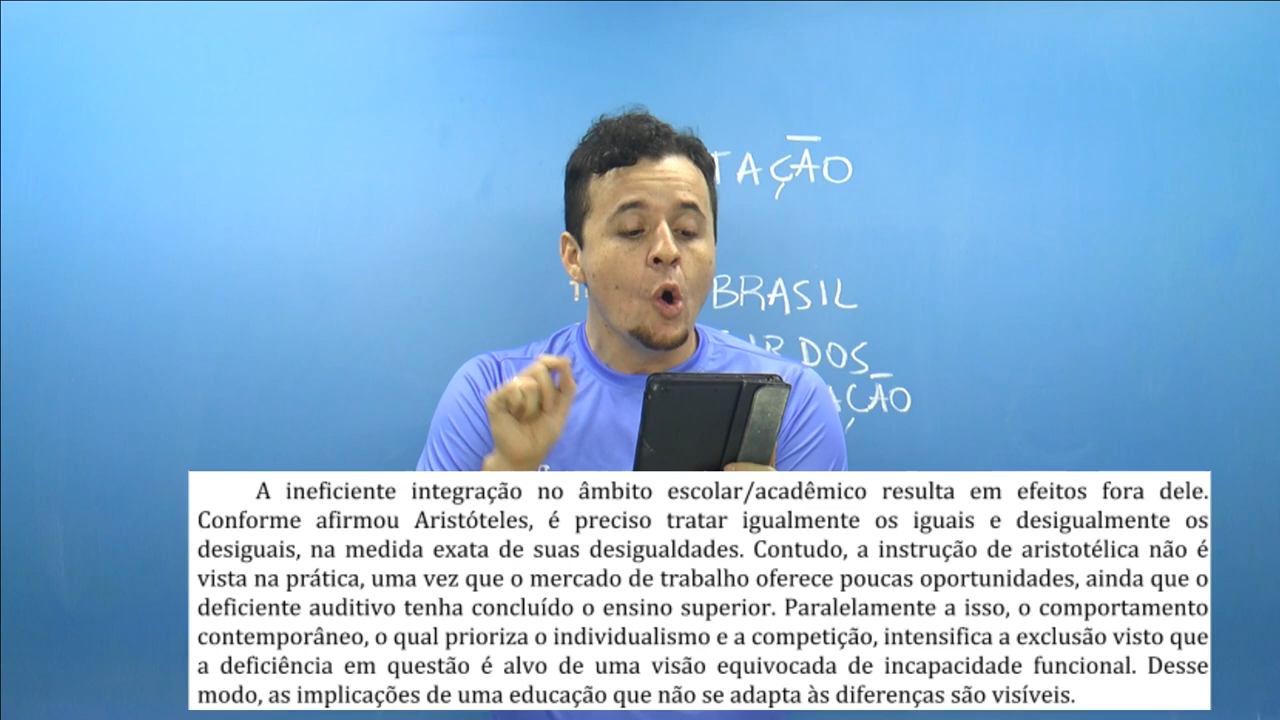 TAÇÃO
BRASIL
DOS
AÇÃO
A ineficiente integração no âmbito escolar/acadêmico resulta em efeitos fora dele.
Conforme afirmou Aristóteles, é preciso tratar igualmente os iguais e desigualmente os
desiguais, na medida exata de suas desigualdades. Contudo, a instrução de aristotélica não é
vista na prática, uma vez que o mercado de trabalho oferece poucas oportunidades, ainda que o
deficiente auditivo tenha concluído o ensino superior. Paralelamente a isso, o comportamento
contemporâneo, o qual prioriza o individualismo e a competição, intensifica a exclusão visto que
a deficiência em questão é alvo de uma visão equivocada de incapacidade funcional. Desse
modo, as implicações de uma educação que não se adapta às diferenças são visíveis.